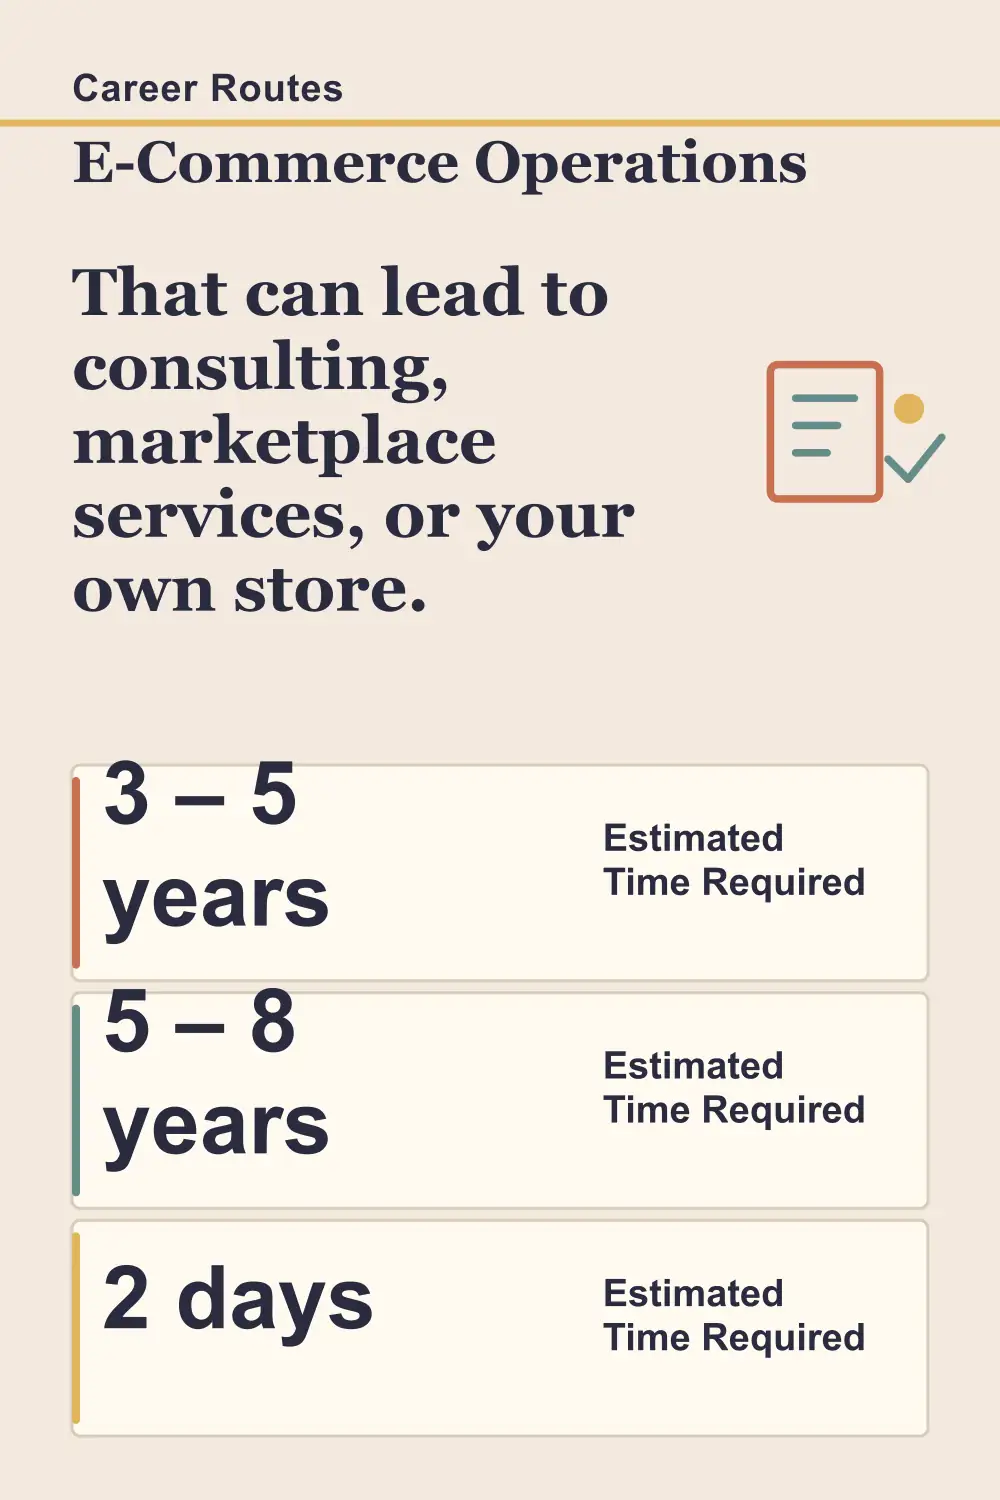 Career Routes
E-Commerce Operations
That can lead to
consulting,
marketplace
services, or your
own store.
3 – 5
years
Estimated
Time Required
5 – 8
years
Estimated
Time Required
2 days
Estimated
Time Required